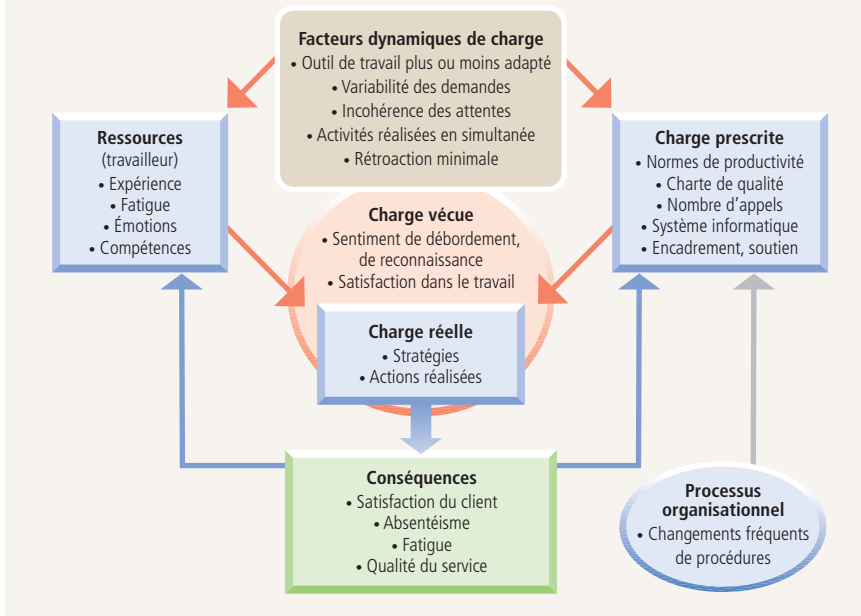 Facteurs dynamiques de charge
• Outil de travail plus ou moins adapté
• Variabilité des demandes
• Incohérence des attentes
• Activités réalisées en simultanée
• Rétroaction minimale
Ressources
(travailleur)
• Expérience
• Fatigue
• Émotions
• Compétences
Charge prescrite
• Normes de productivité
• Charte de qualité
• Nombre d'appels
• Système informatique
• Encadrement, soutien
Charge vécue
• Sentiment de débordement,
de reconnaissance
• Satisfaction dans le travail
Charge réelle
• Stratégies
• Actions réalisées
Conséquences
• Satisfaction du client
• Absentéisme
• Fatigue
• Qualité du service
Processus
organisationnel
• Changements fréquents
de procédures